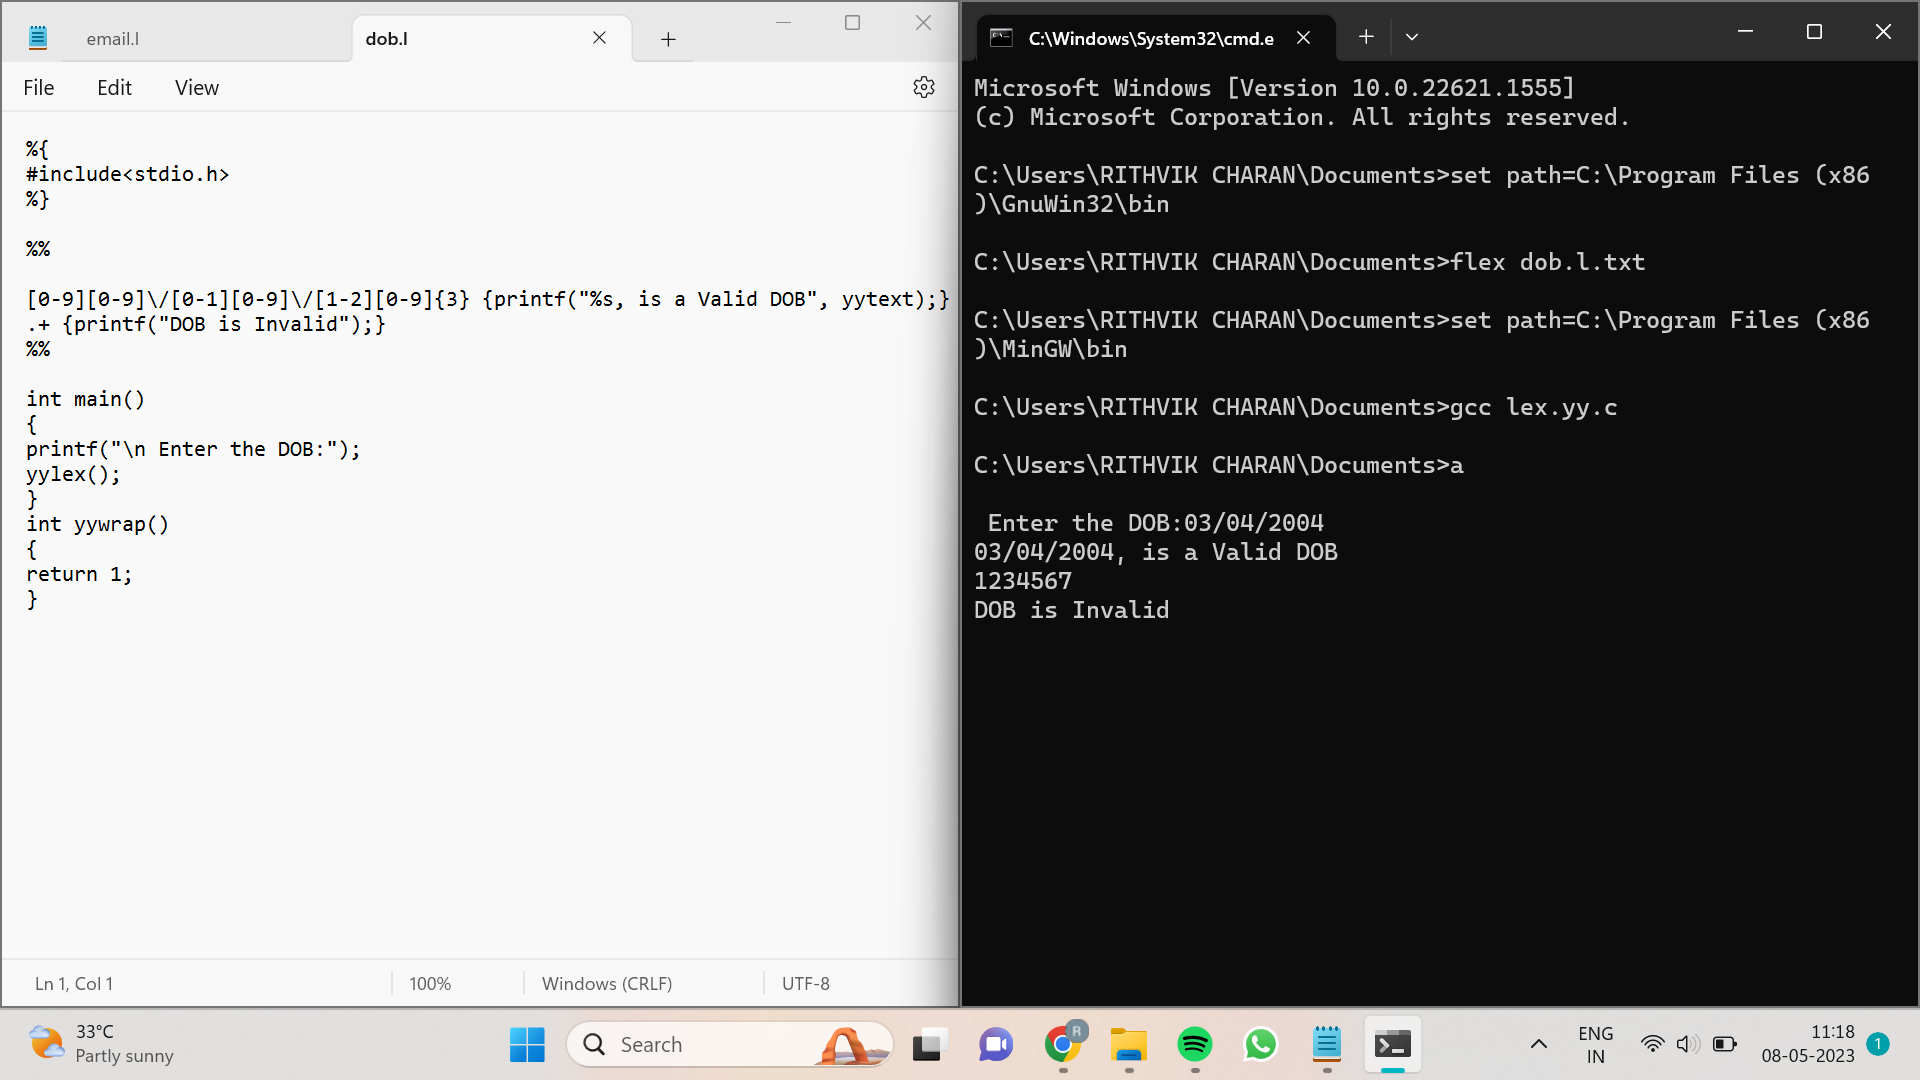 email.l
dob.l
File
Edit
View
%{
#include<stdio.h>
%}
%%
[0-9][0-9]\/[0-1][0-9]\/[1-2][0-9]{3} {printf("%s, is a Valid DOB", yytext);}
.+ {printf("DOB is Invalid");}
%%
int main()
{
printf("\n Enter the DOB:");
yylex();
}
int yywrap()
{
return 1;
}
Ln 1, Col 1
100%
Windows (CRLF)
UTF-8
C:\Windows\System32\cmd.e
Microsoft Windows [Version 10.0.22621.1555]
(c) Microsoft Corporation. All rights reserved.
C:\Users\RITHVIK CHARAN\Documents>set path=C:\Program Files (x86
)\GnuWin32\bin
C:\Users\RITHVIK CHARAN\Documents>flex dob.l.txt
C:\Users\RITHVIK CHARAN\Documents>set path=C:\Program Files (x86
)\MinGW\bin
C:\Users\RITHVIK CHARAN\Documents>gcc lex.yy.c
C:\Users\RITHVIK CHARAN\Documents>a
Enter the DOB:03/04/2004
03/04/2004, is a Valid DOB
1234567
DOB is Invalid
33°C
Partly sunny
Search
R
ENG
IN
11:18
08-05-2023
1